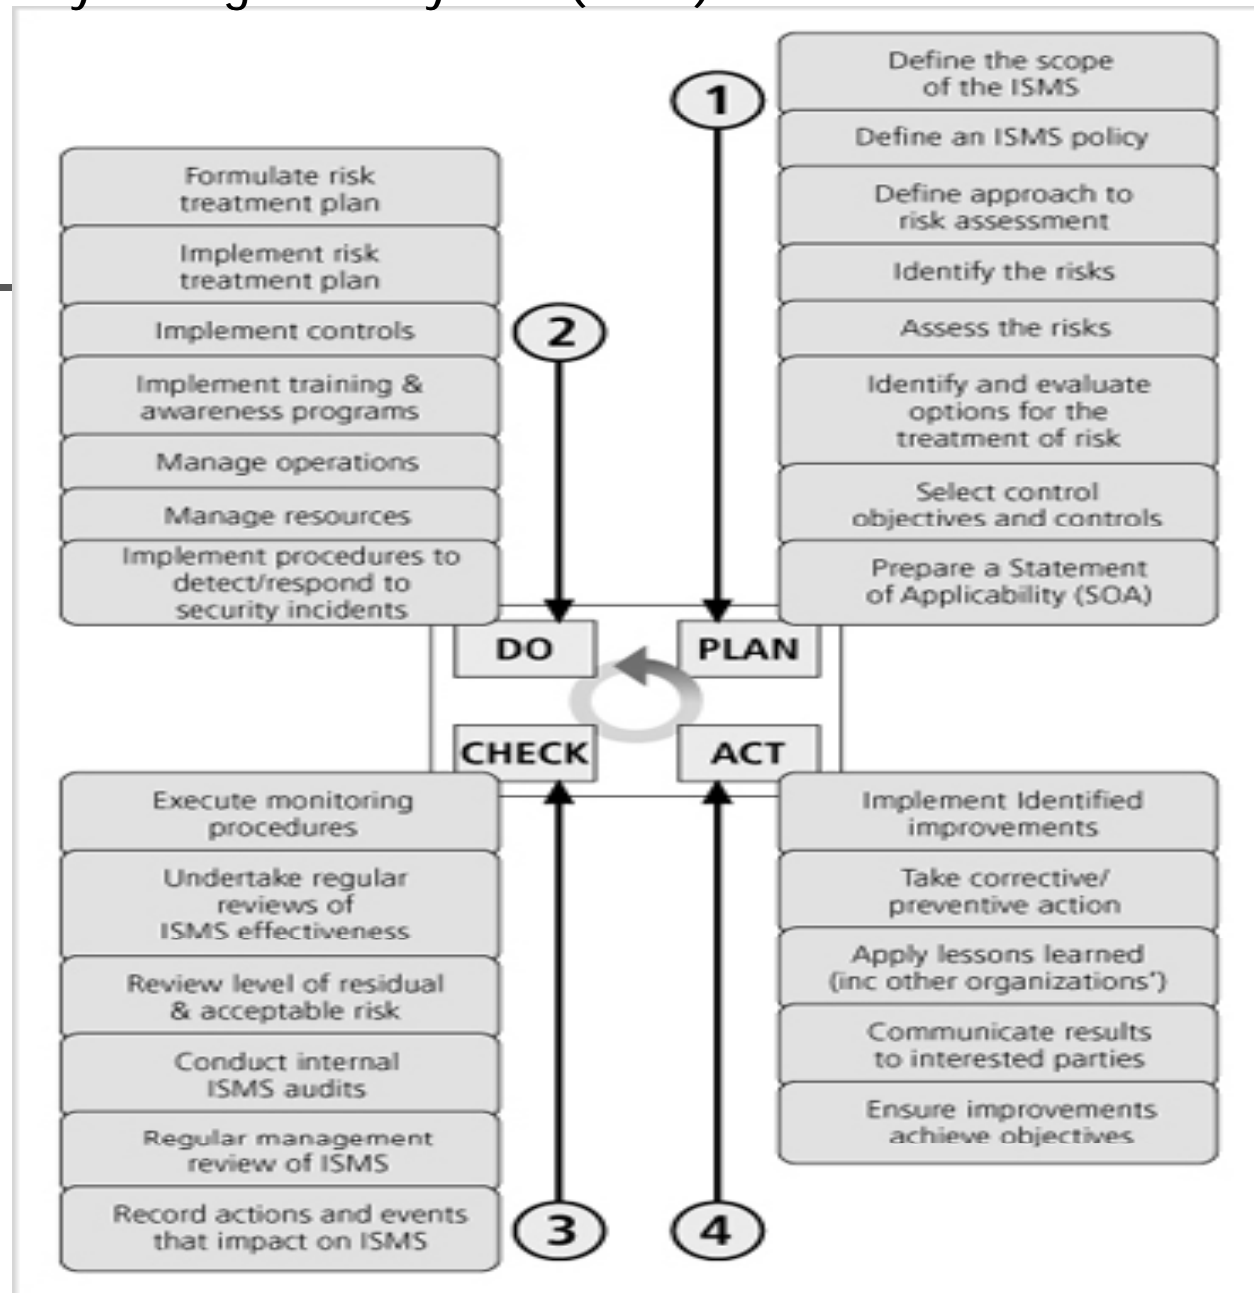 1
Define the scope
of the ISMS
Define an ISMS policy
Define approach to
risk assessment
Identify the risks
Assess the risks
Identify and evaluate
options for the
treatment of risk
Select control
objectives and controls
Prepare a Statement
of Applicability (SOA)
PLAN
2
Formulate risk
treatment plan
Implement risk
treatment plan
Implement controls
Implement training &
awareness programs
Manage operations
Manage resources
Implement procedures to
detect/respond to
security incidents
DO
CHECK
Execute monitoring
procedures
Undertake regular
reviews of
ISMS effectiveness
Review level of residual
& acceptable risk
Conduct internal
ISMS audits
Regular management
review of ISMS
Record actions and events
that impact on ISMS
3
ACT
Implement Identified
improvements
Take corrective/
preventive action
Apply lessons learned
(inc other organizations')
Communicate results
to interested parties
Ensure improvements
achieve objectives
4